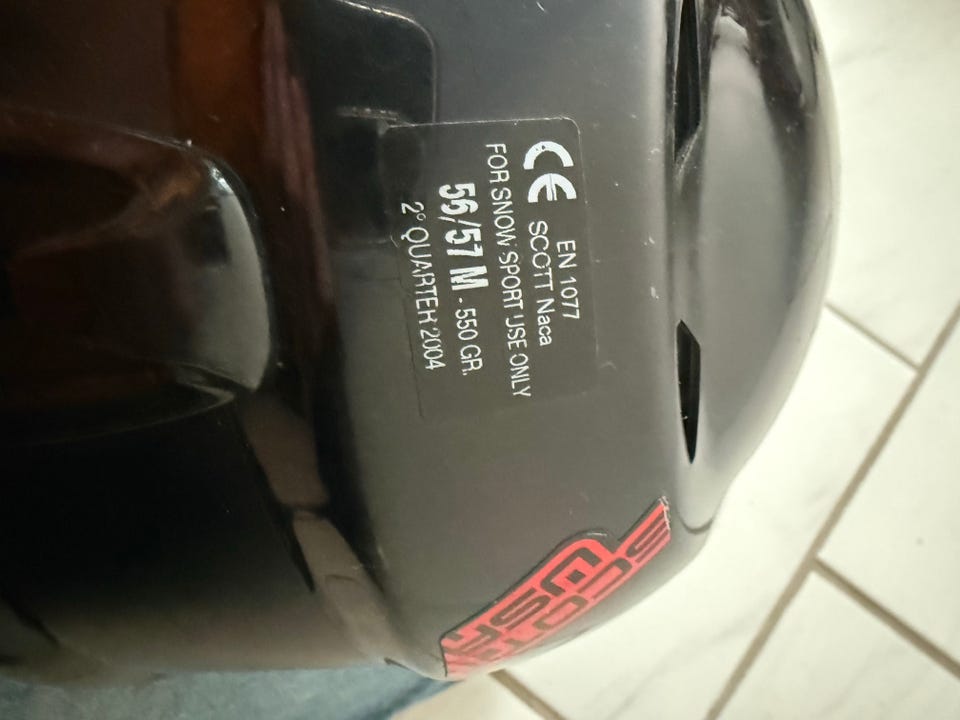 CE EN 1077
SCOTT Naca
FOR SNOW SPORT USE ONLY
56/57 M - 550 GR.
2° QUARTER 2004